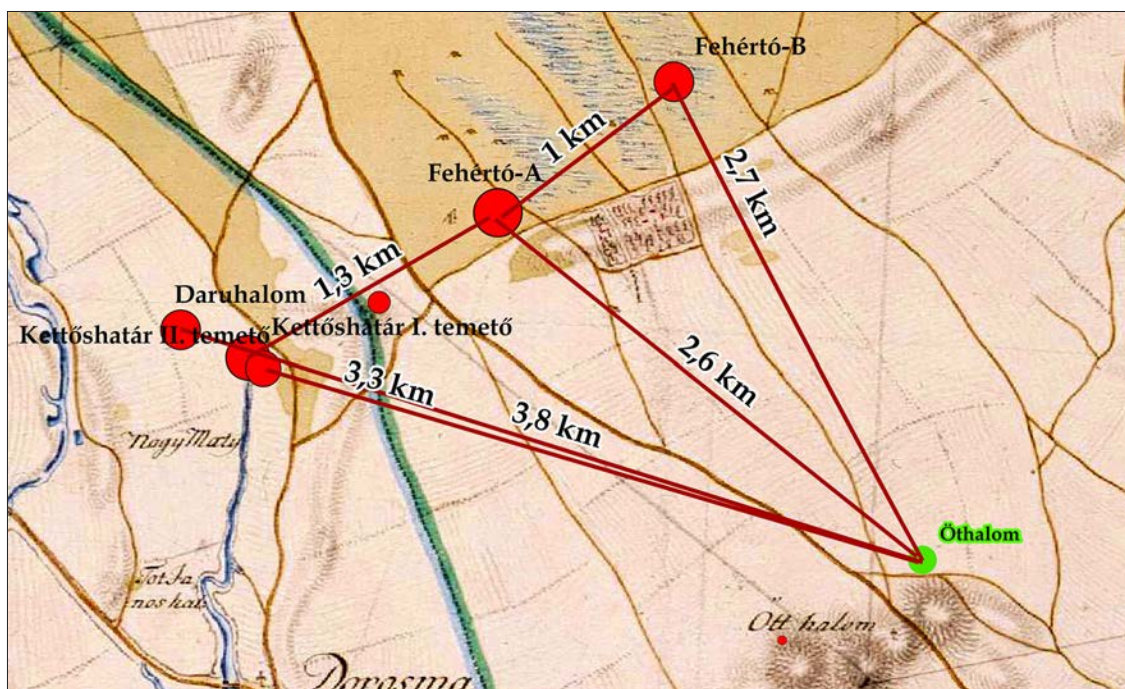 Fehértó-B
1 km
Fehértó-A
2,7 km
1,3 km
Daruhalom
Kettőshatár II. temető
Kettőshatár I. temető
2,6 km
3,3 km
3,8 km
Nagy Maty
Öthalom
Ött halom
Dorosma